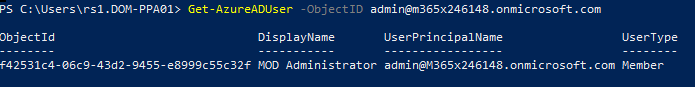 PS C:\Users\rs1.DOM-PPA01> Get-AzureADUser -ObjectID admin@m365x246148.onmicrosoft.com
ObjectId DisplayName UserPrincipalName UserType
-------- ----------- ----------------- --------
f42531c4-06c9-43d2-9455-e8999c55c32f MOD Administrator admin@M365x246148.onmicrosoft.com Member